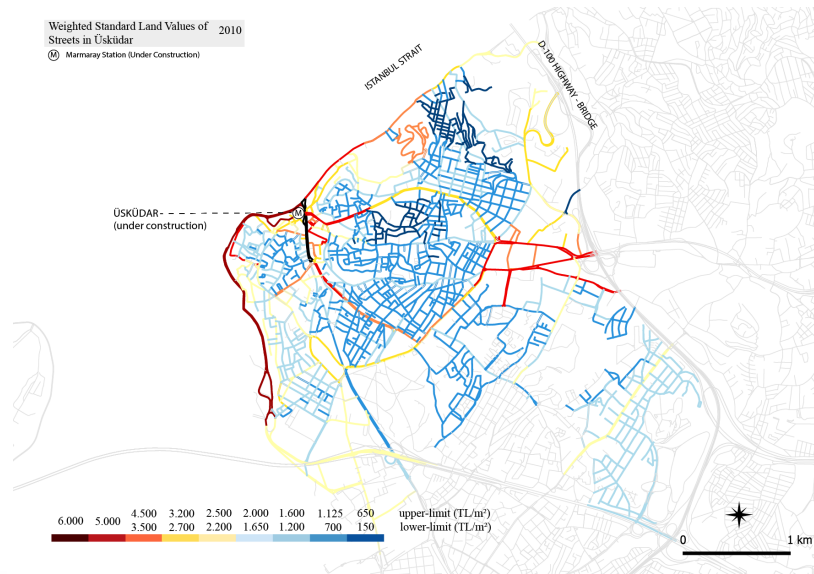 Weighted Standard Land Values of
Streets in Üsküdar
2010
M Marmaray Station (Under Construction)
ISTANBUL STRAIT
D-100 HIGHWAY - BRIDGE
M
ÜSKÜDAR
(under construction)
6.000 5.000 4.500 3.200 2.500 2.000 1.600 1.125 650 upper-limit (TL/m²)
3.500 2.700 2.200 1.650 1.200 700 150 lower-limit (TL/m²)
0 1 km